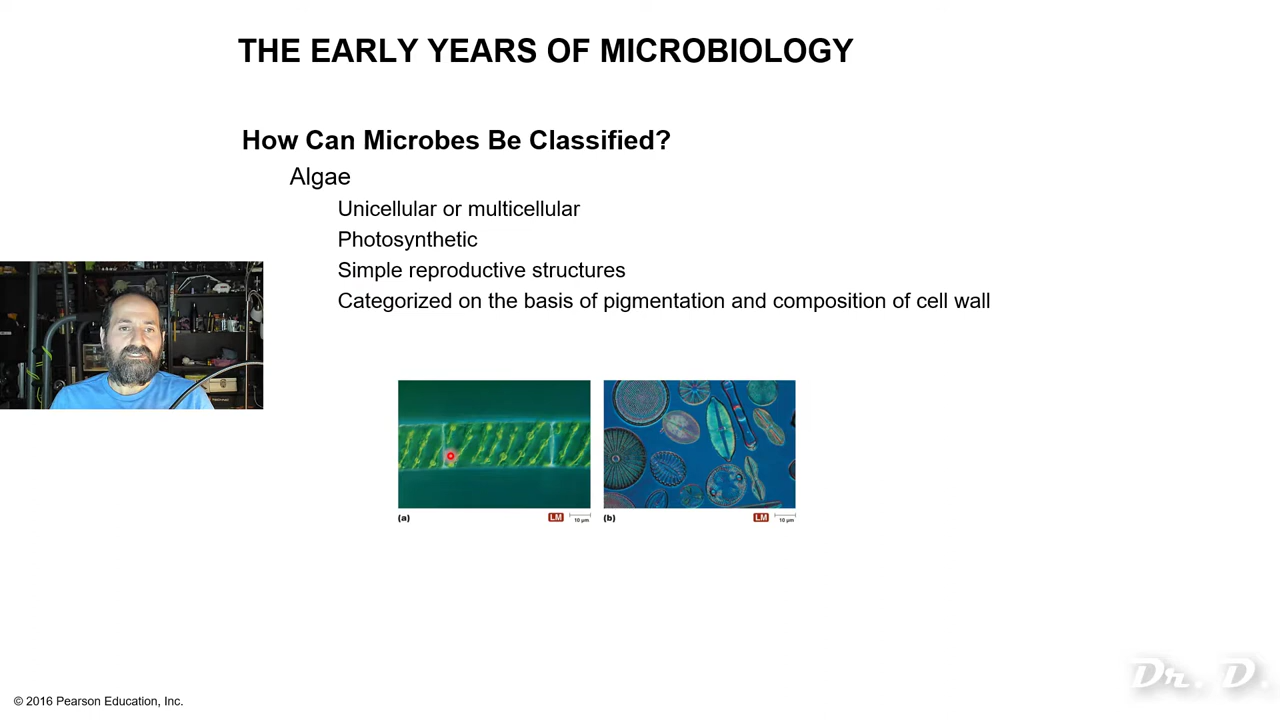 THE EARLY YEARS OF MICROBIOLOGY
How Can Microbes Be Classified?
Algae
Unicellular or multicellular
Photosynthetic
Simple reproductive structures
Categorized on the basis of pigmentation and composition of cell wall
(a) LM 10 µm
(b) LM 10 µm
Dr. D.
© 2016 Pearson Education, Inc.